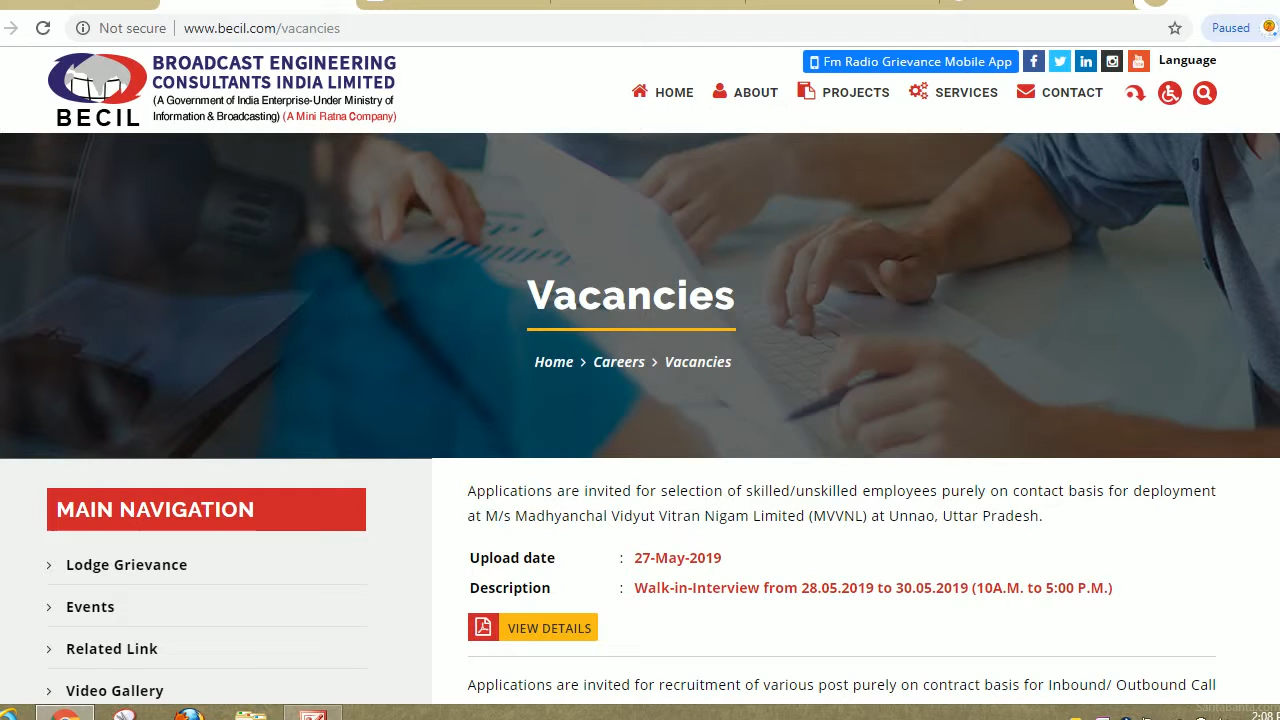 Not secure
www.becil.com/vacancies
Paused
BROADCAST ENGINEERING
CONSULTANTS INDIA LIMITED
(A Government of India Enterprise-Under Ministry of
Information & Broadcasting) (A Mini Ratna Company)
BECIL
Fm Radio Grievance Mobile App
Language
HOME
ABOUT
PROJECTS
SERVICES
CONTACT
Vacancies
Home > Careers > Vacancies
MAIN NAVIGATION
Lodge Grievance
Events
Related Link
Video Gallery
Applications are invited for selection of skilled/unskilled employees purely on contact basis for deployment
at M/s Madhyanchal Vidyut Vitran Nigam Limited (MVVNL) at Unnao, Uttar Pradesh.
Upload date : 27-May-2019
Description : Walk-in-Interview from 28.05.2019 to 30.05.2019 (10A.M. to 5:00 P.M.)
VIEW DETAILS
Applications are invited for recruitment of various post purely on contract basis for Inbound/ Outbound Call
Santabanta.com
2:08